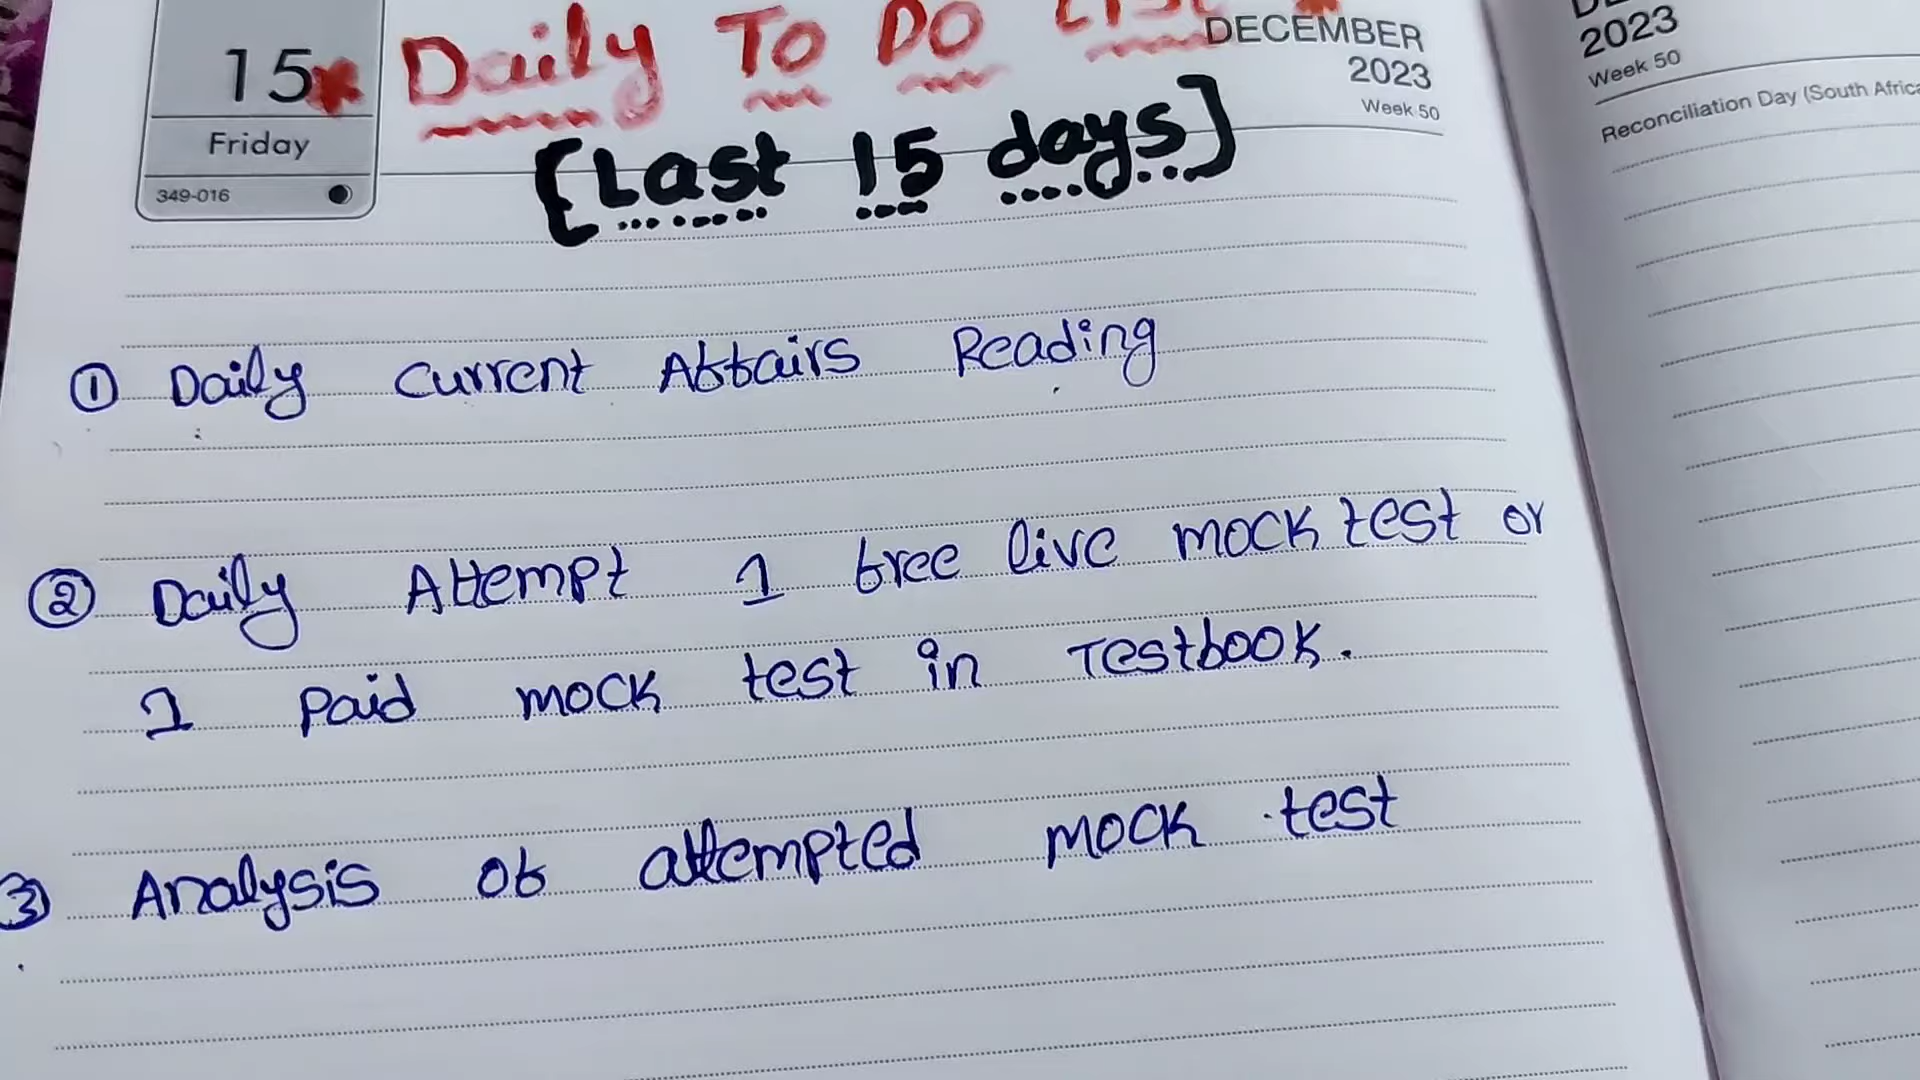 15 * Daily To Do List *
DECEMBER
2023
Week 50
Friday
349-016
[Last 15 days]
① Daily Current Affairs Reading
② Daily Attempt 1 free live mock test or
1 Paid mock test in Testbook.
③ Analysis of attempted mock test
2023
Week 50
Reconciliation Day (South Africa